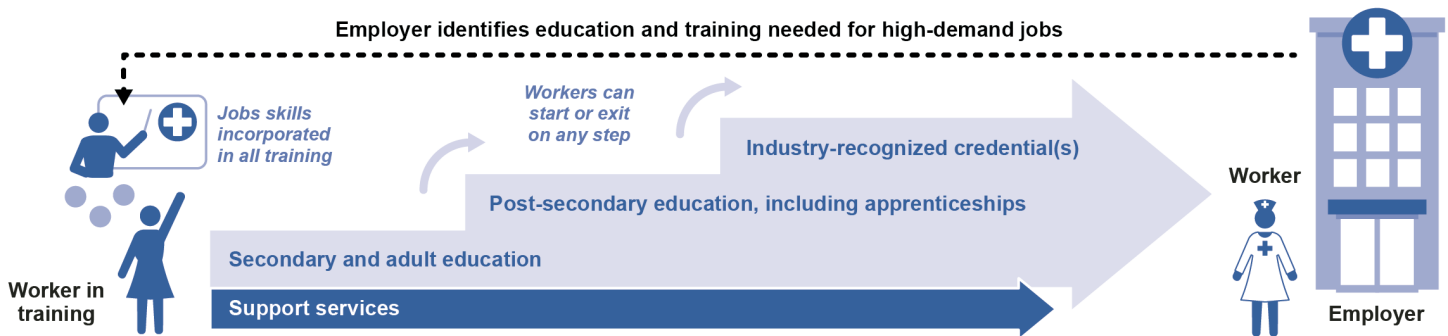 Employer identifies education and training needed for high-demand jobs
Jobs skills
incorporated
in all training
Workers can
start or exit
on any step
Industry-recognized credential(s)
Post-secondary education, including apprenticeships
Secondary and adult education
Support services
Worker in
training
Worker
Employer